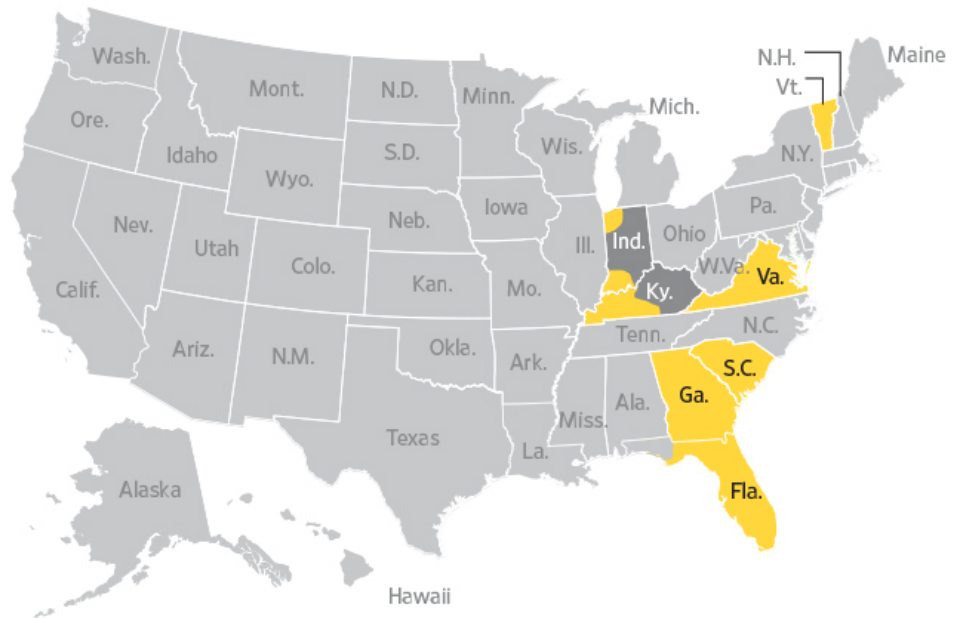 N.H.
Maine
Wash.
Vt.
Mont.
N.D.
Minn.
Mich.
Ore.
Wis.
N.Y.
S.D.
Idaho
Wyo.
Iowa
Pa.
Neb.
Nev.
Ill.
Ind.
Ohio
Utah
Colo.
W.Va.
Va.
Calif.
Kan.
Mo.
Ky.
N.C.
Tenn.
Ariz.
N.M.
Okla.
Ark.
S.C.
Ga.
Miss.
Ala.
Texas
La.
Alaska
Fla.
Hawaii